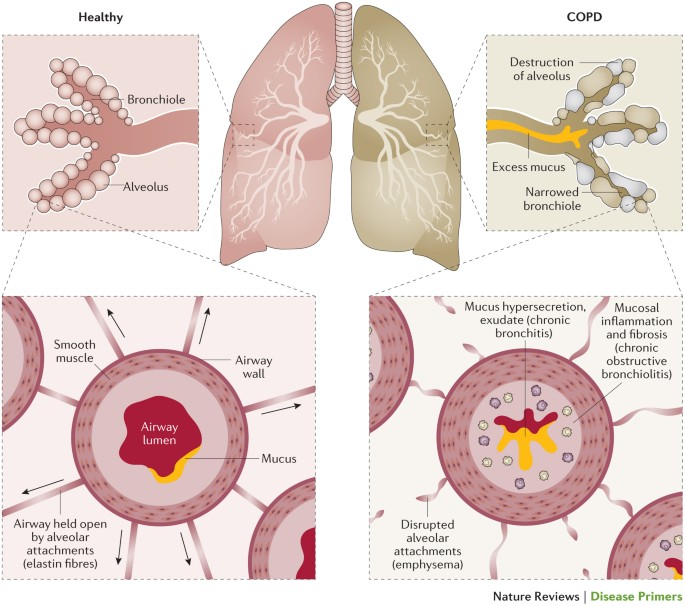 Healthy
COPD
Bronchiole
Alveolus
Destruction
of alveolus
Excess mucus
Narrowed
bronchiole
Smooth
muscle
Airway
wall
Airway
lumen
Mucus
Airway held open
by alveolar
attachments
(elastin fibres)
Mucus hypersecretion,
exudate (chronic
bronchitis)
Mucosal
inflammation
and fibrosis
(chronic
obstructive
bronchiolitis)
Disrupted
alveolar
attachments
(emphysema)
Nature Reviews | Disease Primers